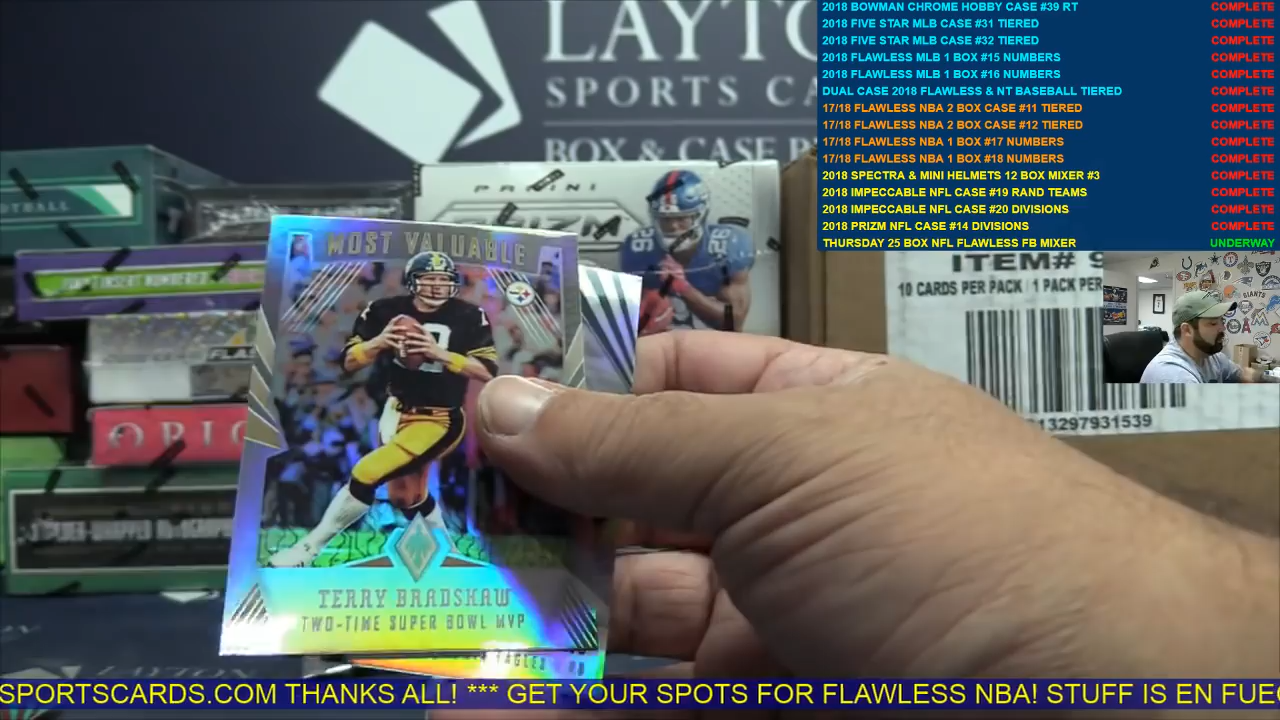 LAYTO
SPORTS CA
BOX & CASE
2018 BOWMAN CHROME HOBBY CASE #39 RT COMPLETE
2018 FIVE STAR MLB CASE #31 TIERED COMPLETE
2018 FIVE STAR MLB CASE #32 TIERED COMPLETE
2018 FLAWLESS MLB 1 BOX #15 NUMBERS COMPLETE
2018 FLAWLESS MLB 1 BOX #16 NUMBERS COMPLETE
DUAL CASE 2018 FLAWLESS & NT BASEBALL TIERED COMPLETE
17/18 FLAWLESS NBA 2 BOX CASE #11 TIERED COMPLETE
17/18 FLAWLESS NBA 2 BOX CASE #12 TIERED COMPLETE
17/18 FLAWLESS NBA 1 BOX #17 NUMBERS COMPLETE
17/18 FLAWLESS NBA 1 BOX #18 NUMBERS COMPLETE
2018 SPECTRA & MINI HELMETS 12 BOX MIXER #3 COMPLETE
2018 IMPECCABLE NFL CASE #19 RAND TEAMS COMPLETE
2018 IMPECCABLE NFL CASE #20 DIVISIONS COMPLETE
2018 PRIZM NFL CASE #14 DIVISIONS COMPLETE
THURSDAY 25 BOX NFL FLAWLESS FB MIXER UNDERWAY
PANINI
PRIZM
ITEM# 9
10 CARDS PER PACK 1 PACK PER
13297931539
MOST VALUABLE
TERRY BRADSHAW
TWO-TIME SUPER BOWL MVP
EAGLES
ORIG
LAYTON
SPORTSCARDS.COM THANKS ALL! *** GET YOUR SPOTS FOR FLAWLESS NBA! STUFF IS EN FUEG